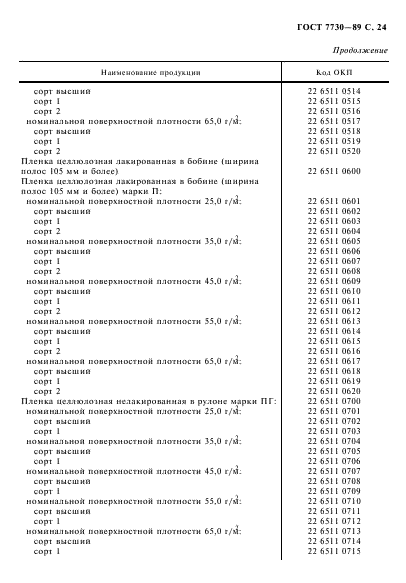 ГОСТ 7730—89 С. 24
Продолжение
Наименование продукции Код ОКП
сорт высший 22 6511 0514
сорт 1 22 6511 0515
сорт 2 22 6511 0516
номинальной поверхностной плотности 65,0 г/м²: 22 6511 0517
сорт высший 22 6511 0518
сорт 1 22 6511 0519
сорт 2 22 6511 0520
Пленка целлюлозная лакированная в бобине (ширина
полос 105 мм и более) 22 6511 0600
Пленка целлюлозная лакированная в бобине (ширина
полос 105 мм и более) марки П:
номинальной поверхностной плотности 25,0 г/м²: 22 6511 0601
сорт высший 22 6511 0602
сорт 1 22 6511 0603
сорт 2 22 6511 0604
номинальной поверхностной плотности 35,0 г/м²: 22 6511 0605
сорт высший 22 6511 0606
сорт 1 22 6511 0607
сорт 2 22 6511 0608
номинальной поверхностной плотности 45,0 г/м²: 22 6511 0609
сорт высший 22 6511 0610
сорт 1 22 6511 0611
сорт 2 22 6511 0612
номинальной поверхностной плотности 55,0 г/м²: 22 6511 0613
сорт высший 22 6511 0614
сорт 1 22 6511 0615
сорт 2 22 6511 0616
номинальной поверхностной плотности 65,0 г/м²: 22 6511 0617
сорт высший 22 6511 0618
сорт 1 22 6511 0619
сорт 2 22 6511 0620
Пленка целлюлозная нелакированная в рулоне марки ПГ: 22 6511 0700
номинальной поверхностной плотности 25,0 г/м²: 22 6511 0701
сорт высший 22 6511 0702
сорт 1 22 6511 0703
номинальной поверхностной плотности 35,0 г/м²: 22 6511 0704
сорт высший 22 6511 0705
сорт 1 22 6511 0706
номинальной поверхностной плотности 45,0 г/м²: 22 6511 0707
сорт высший 22 6511 0708
сорт 1 22 6511 0709
номинальной поверхностной плотности 55,0 г/м²: 22 6511 0710
сорт высший 22 6511 0711
сорт 1 22 6511 0712
номинальной поверхностной плотности 65,0 г/м²: 22 6511 0713
сорт высший 22 6511 0714
сорт 1 22 6511 0715